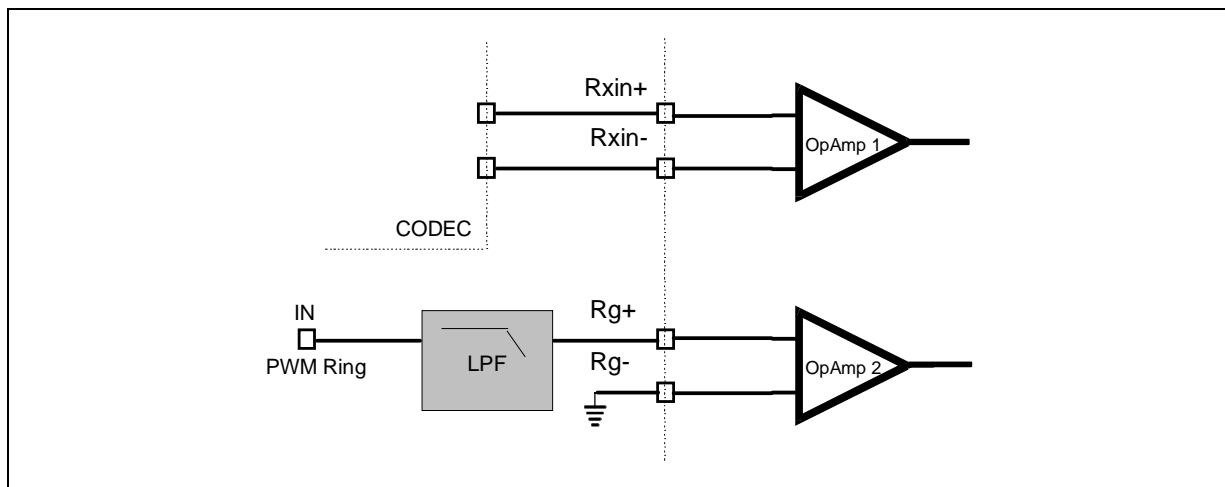 Rxin+
Rxin-
OpAmp 1
CODEC
IN
PWM Ring
LPF
Rg+
Rg-
OpAmp 2